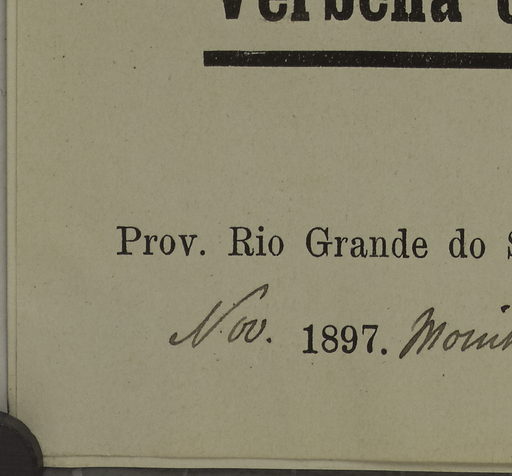 Verbena
Prov. Rio Grande do
Nov. 1897.